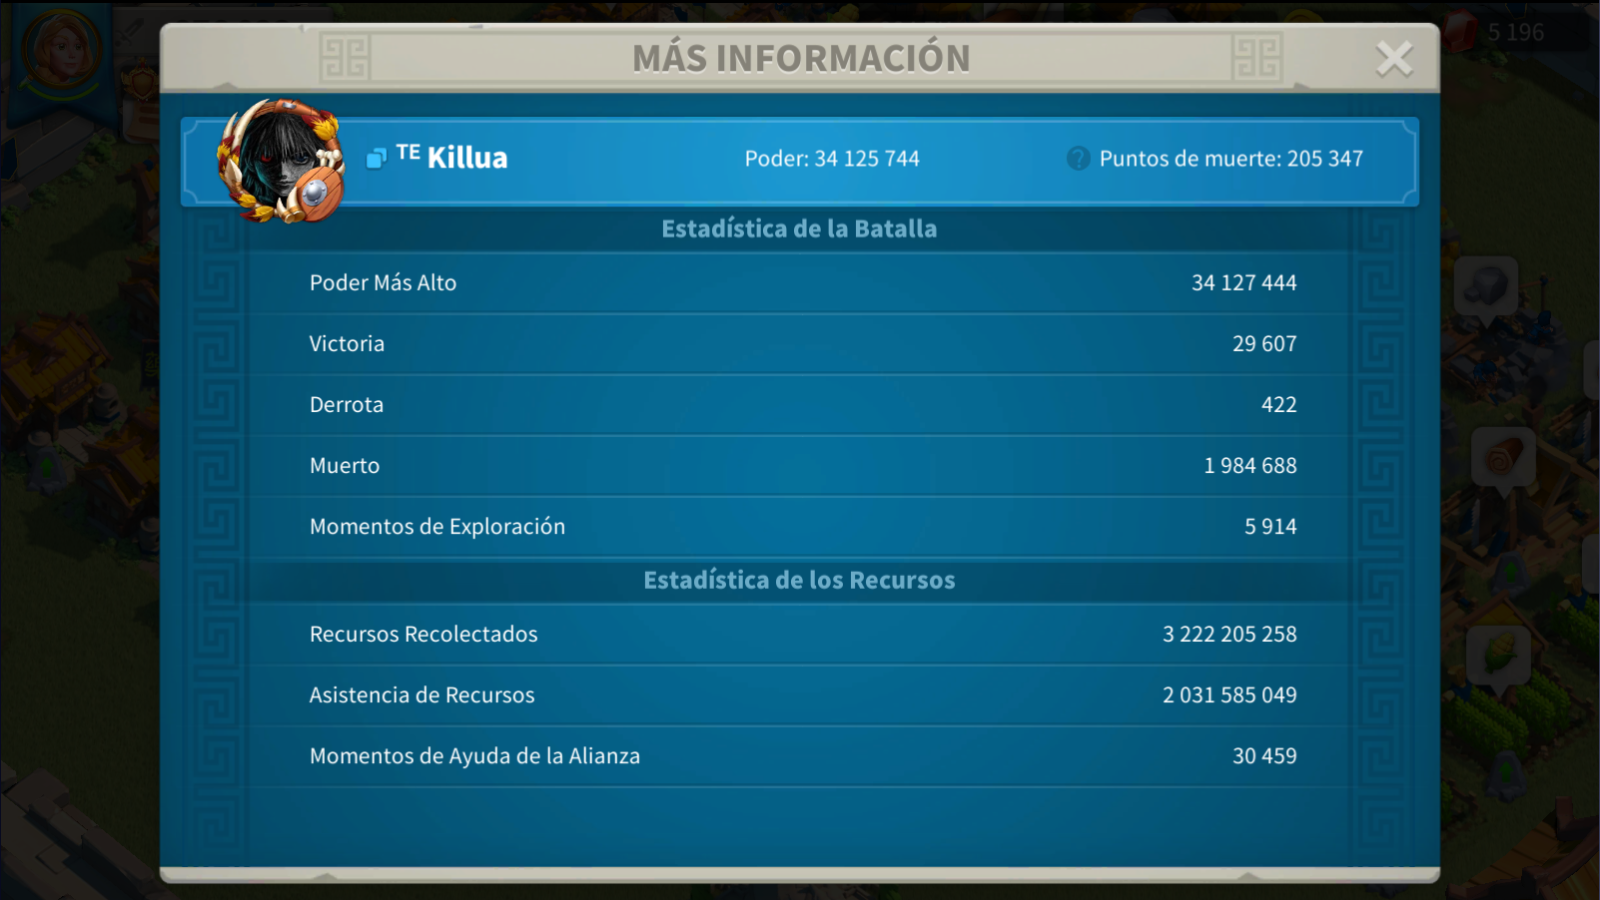 5 196
MÁS INFORMACIÓN
ᵀᴱ Killua
Poder: 34 125 744
Puntos de muerte: 205 347
Estadística de la Batalla
Poder Más Alto 34 127 444
Victoria 29 607
Derrota 422
Muerto 1 984 688
Momentos de Exploración 5 914
Estadística de los Recursos
Recursos Recolectados 3 222 205 258
Asistencia de Recursos 2 031 585 049
Momentos de Ayuda de la Alianza 30 459